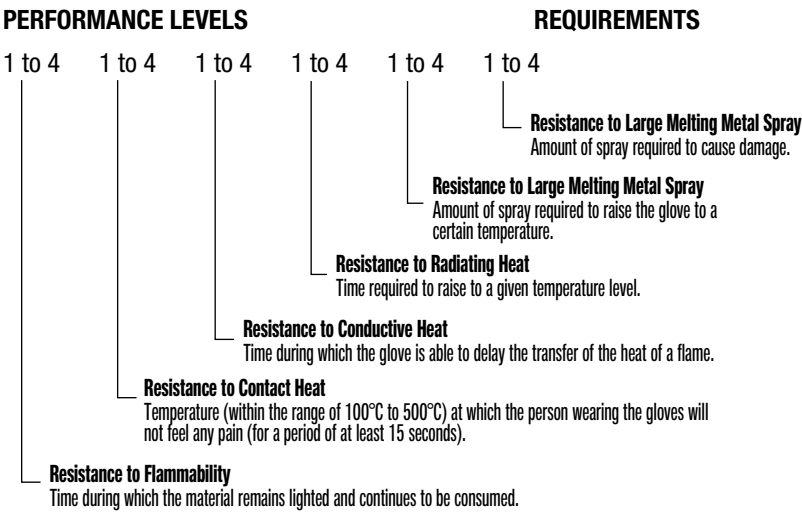 PERFORMANCE LEVELS REQUIREMENTS
1 to 4 1 to 4 1 to 4 1 to 4 1 to 4 1 to 4
Resistance to Large Melting Metal Spray
Amount of spray required to cause damage.
Resistance to Large Melting Metal Spray
Amount of spray required to raise the glove to a
certain temperature.
Resistance to Radiating Heat
Time required to raise to a given temperature level.
Resistance to Conductive Heat
Time during which the glove is able to delay the transfer of the heat of a flame.
Resistance to Contact Heat
Temperature (within the range of 100°C to 500°C) at which the person wearing the gloves will
not feel any pain (for a period of at least 15 seconds).
Resistance to Flammability
Time during which the material remains lighted and continues to be consumed.